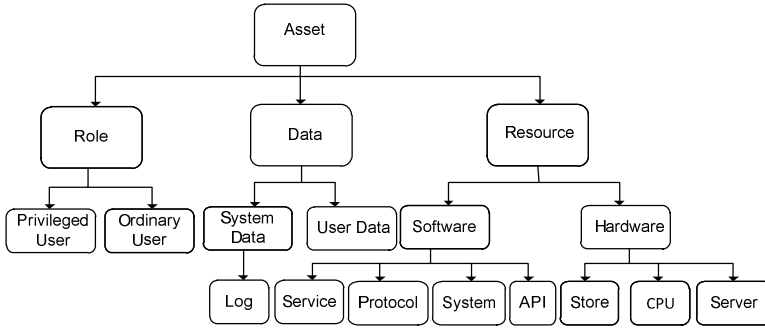 Asset
Role
Data
Resource
Privileged
User
Ordinary
User
System
Data
User Data
Software
Hardware
Log
Service
Protocol
System
API
Store
CPU
Server